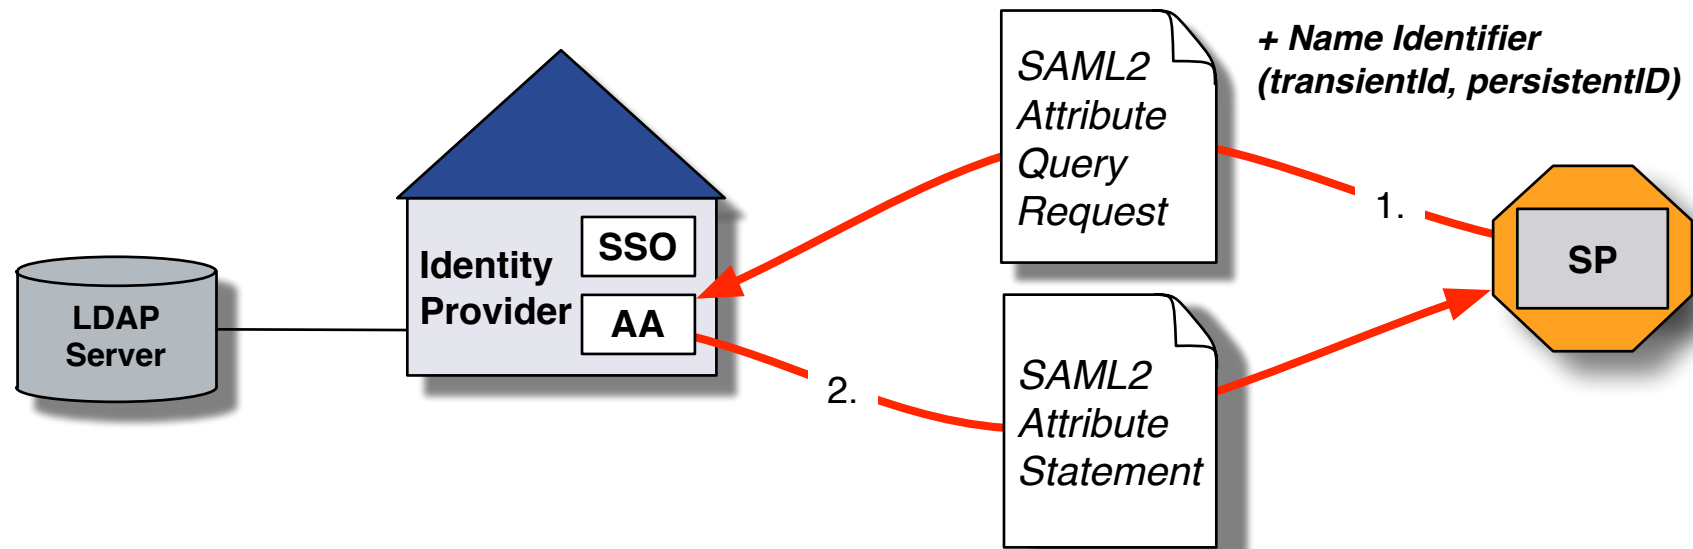 LDAP
Server
Identity
Provider
SSO
AA
SAML2
Attribute
Query
Request
+ Name Identifier
(transientId, persistentID)
1.
SP
2.
SAML2
Attribute
Statement